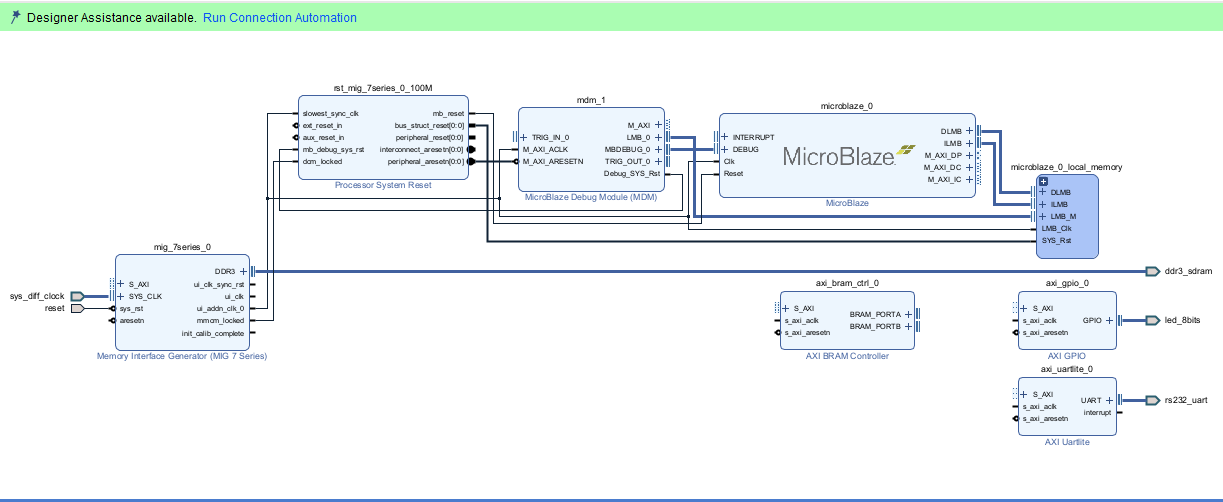 Designer Assistance available. Run Connection Automation
rst_mig_7series_0_100M
slowest_sync_clk
ext_reset_in
aux_reset_in
mb_debug_sys_rst
dcm_locked
mb_reset
bus_struct_reset[0:0]
peripheral_reset[0:0]
interconnect_aresetn[0:0]
peripheral_aresetn[0:0]
Processor System Reset
mdm_1
TRIG_IN_0
M_AXI_ACLK
M_AXI_ARESETN
M_AXI
LMB_0
MBDEBUG_0
TRIG_OUT_0
Debug_SYS_Rst
MicroBlaze Debug Module (MDM)
microblaze_0
INTERRUPT
DEBUG
Clk
Reset
MicroBlaze
DLMB
ILMB
M_AXI_DP
M_AXI_DC
M_AXI_IC
MicroBlaze
microblaze_0_local_memory
DLMB
ILMB
LMB_M
LMB_Clk
SYS_Rst
mig_7series_0
S_AXI
SYS_CLK
sys_rst
aresetn
DDR3
ui_clk_sync_rst
ui_clk
ui_addn_clk_0
mmcm_locked
init_calib_complete
Memory Interface Generator (MIG 7 Series)
sys_diff_clock
reset
ddr3_sdram
axi_bram_ctrl_0
S_AXI
s_axi_aclk
s_axi_aresetn
BRAM_PORTA
BRAM_PORTB
AXI BRAM Controller
axi_gpio_0
S_AXI
s_axi_aclk
s_axi_aresetn
GPIO
AXI GPIO
led_8bits
axi_uartlite_0
S_AXI
s_axi_aclk
s_axi_aresetn
UART
interrupt
AXI Uartlite
rs232_uart